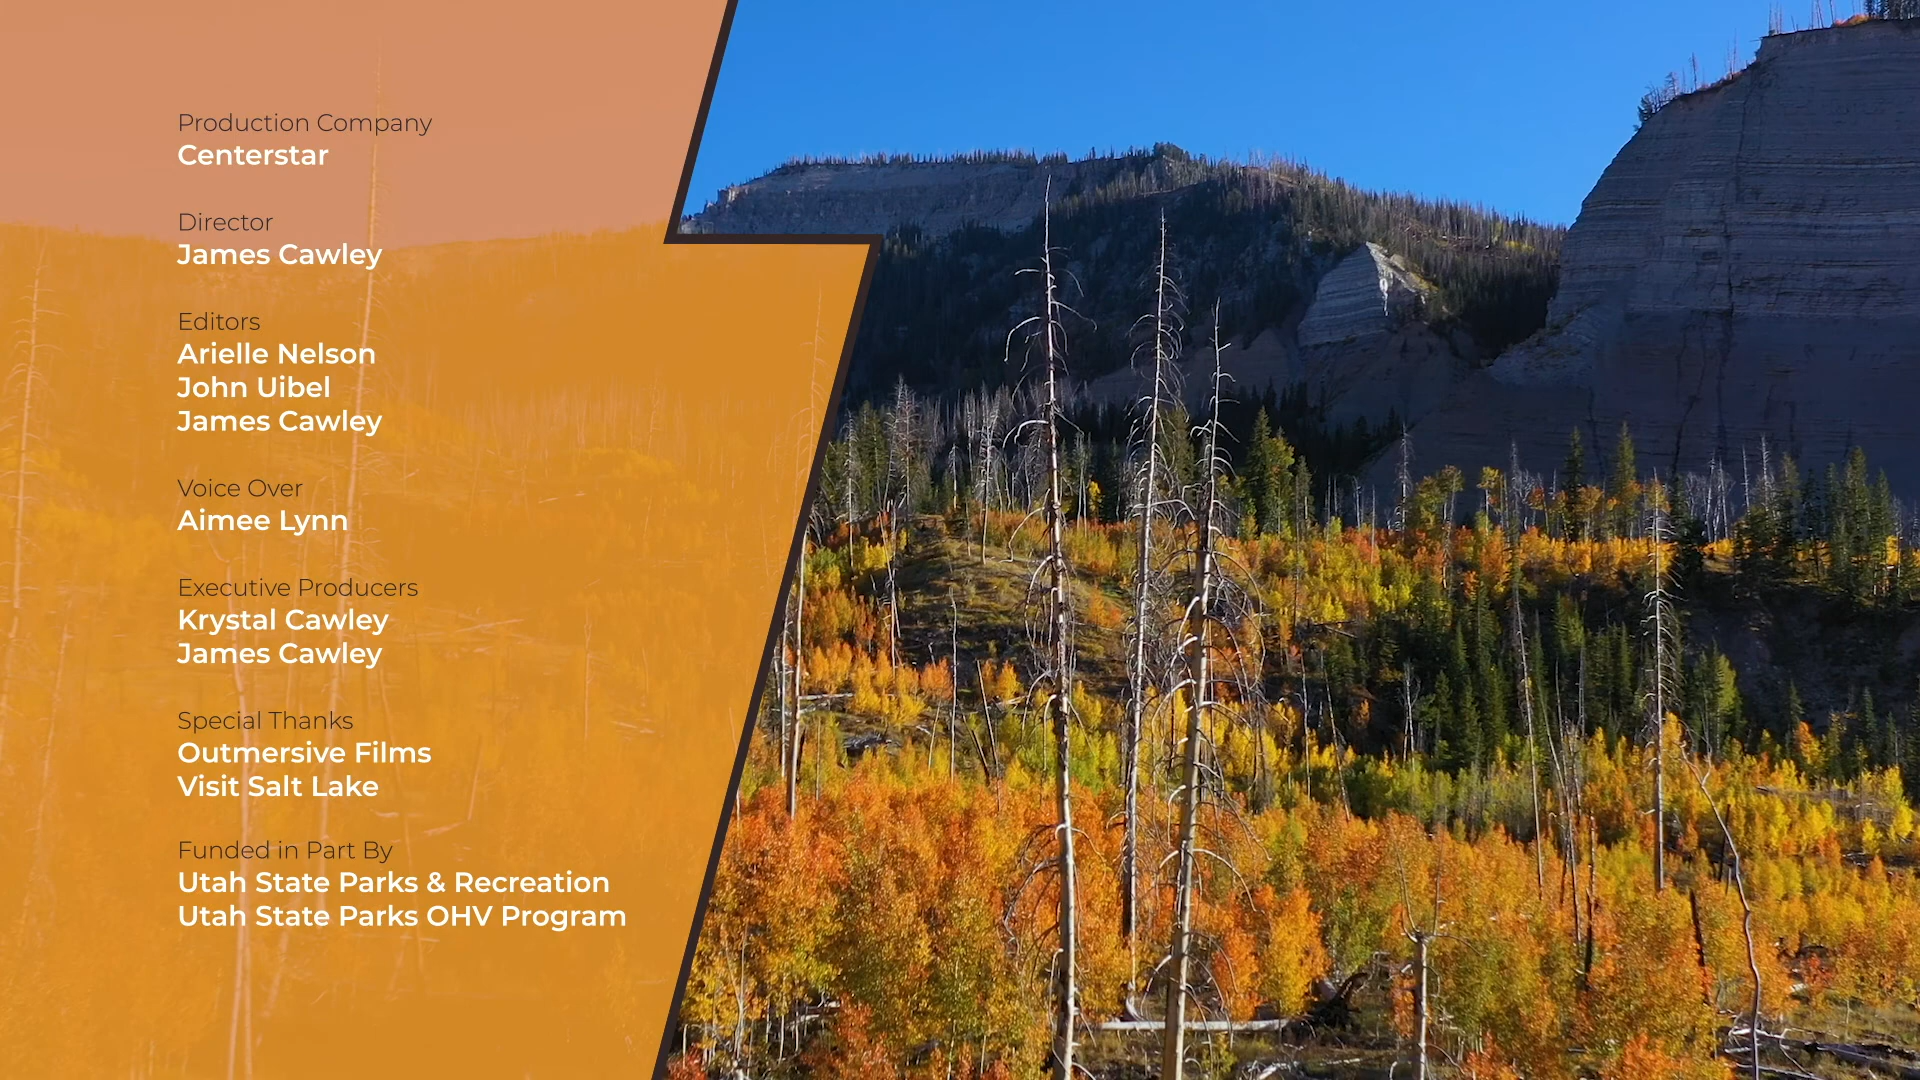 Production Company
Centerstar
Director
James Cawley
Editors
Arielle Nelson
John Uibel
James Cawley
Voice Over
Aimee Lynn
Executive Producers
Krystal Cawley
James Cawley
Special Thanks
Outmersive Films
Visit Salt Lake
Funded in Part By
Utah State Parks & Recreation
Utah State Parks OHV Program